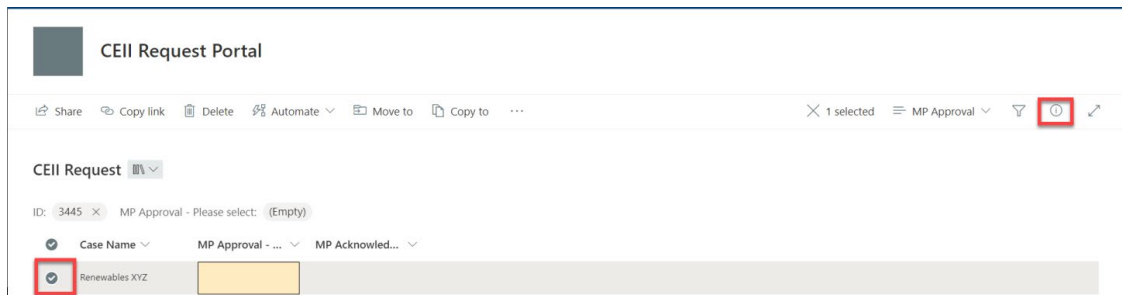 CEII Request Portal
Share Copy link Delete Automate Move to Copy to ... 1 selected MP Approval
CEII Request
ID: 3445 MP Approval - Please select: (Empty)
Case Name MP Approval - ... MP Acknowled...
Renewables XYZ